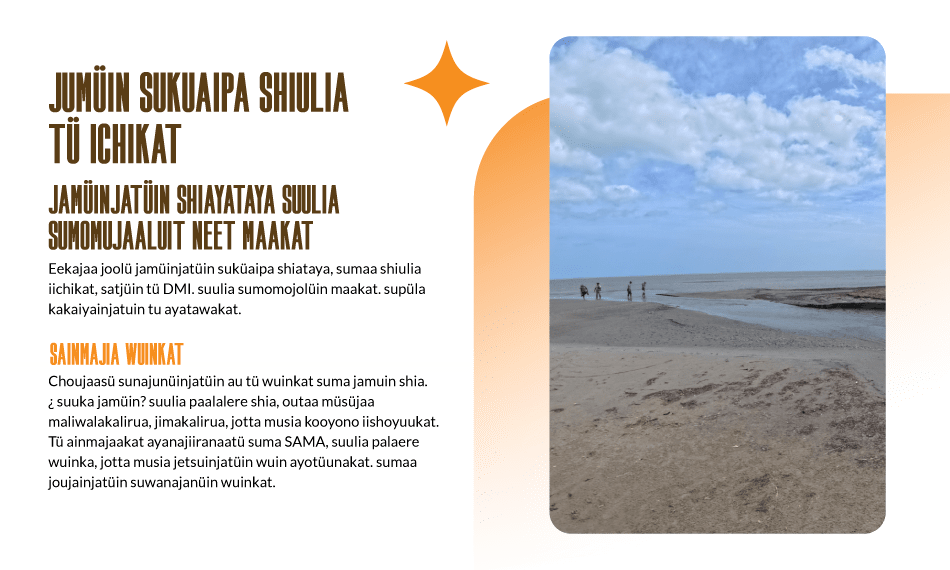 JUMÜIN SUKUAIPA SHIULIA
TÜ ICHIKAT
JAMÜINJATÜIN SHIAYATAYA SUULIA
SUMOMUJAALUIT NEET MAAKAT
Eekajaa joolü jamüinjatüin suküaipa shiataya, sumaa shiulia
iichikat, satjüin tü DMI. suulia sumomojolüin maakat. supüla
kakaiyainjatuin tu ayatawakat.
SAINMAJIA WUINKAT
Choujaasü sunajunüinjatüin au tü wuinkat suma jamuin shia.
¿ suuka jamüin? suulia paalalere shia, outaa müsüjaa
maliwalakalirua, jimakalirua, jotta musia kooyono iishoyuukat.
Tü ainmajaakat ayanajiiranaatü suma SAMA, suulia palaere
wuinka, jotta musia jetsuinjatüin wuin ayotüunakat. sumaa
joujainjatüin suwanajanüin wuinkat.